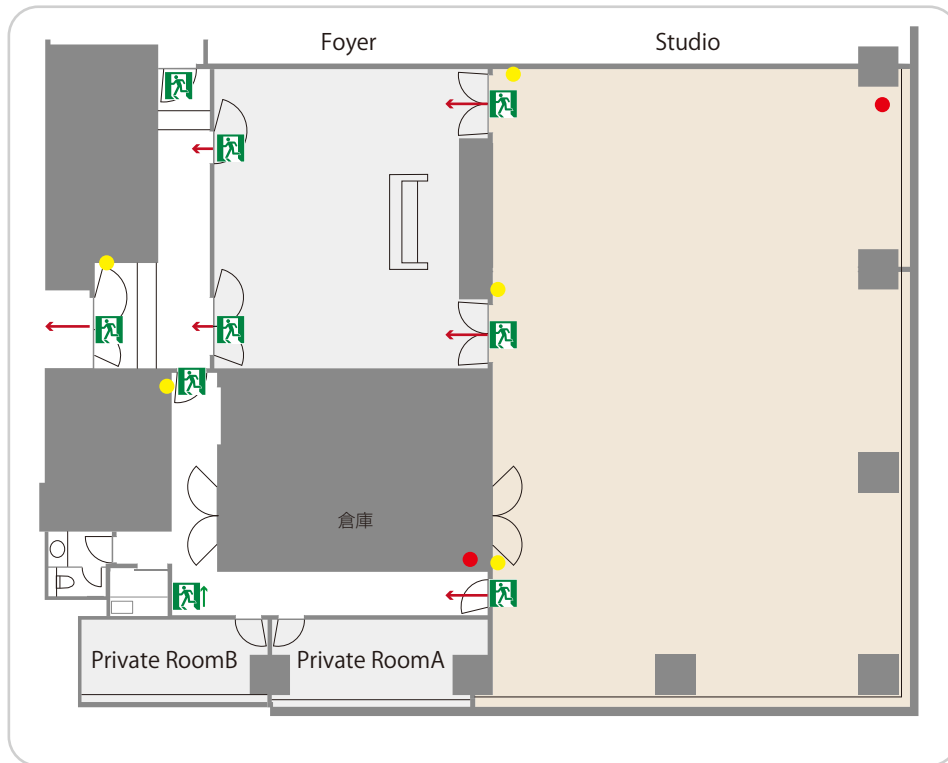 Foyer
Studio
倉庫
Private RoomB
Private RoomA